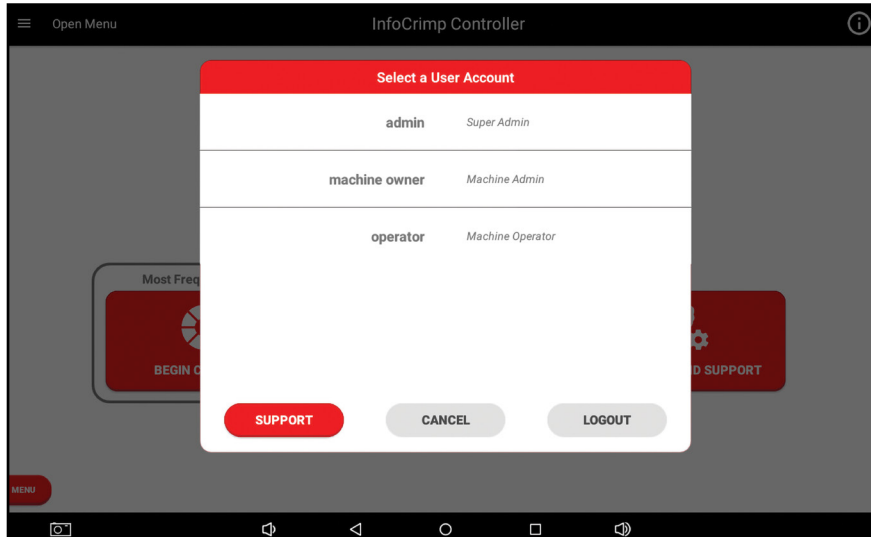 Open Menu
InfoCrimp Controller
Select a User Account
admin Super Admin
machine owner Machine Admin
operator Machine Operator
Most Freq
BEGIN
D SUPPORT
SUPPORT CANCEL LOGOUT
MENU